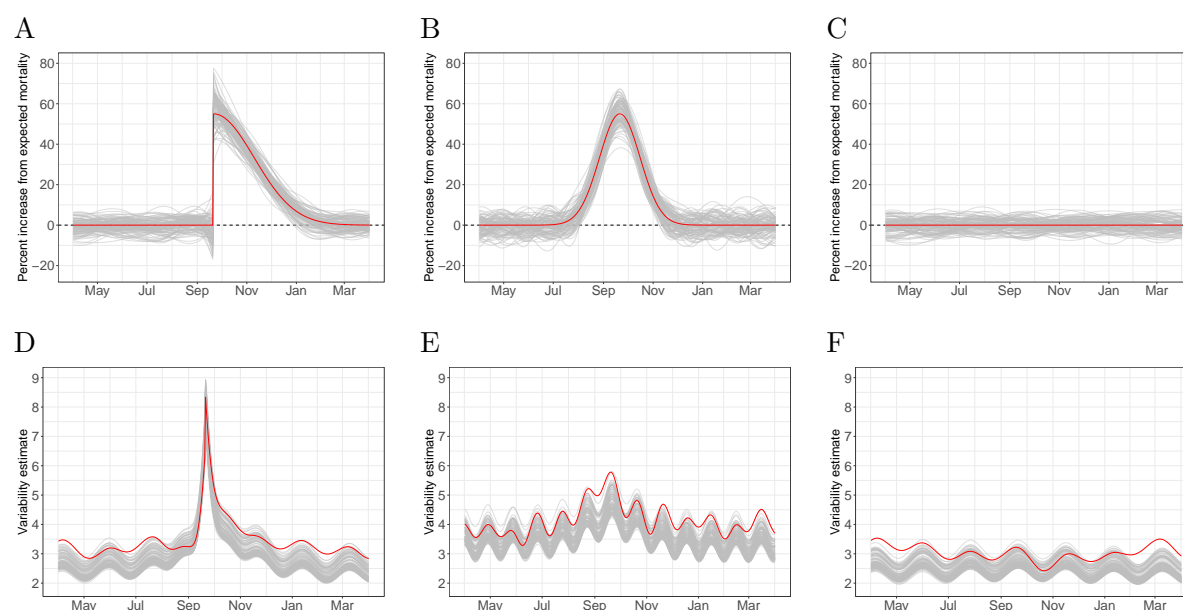 A
Percent increase from expected mortality
80
60
40
20
0
−20
May Jul Sep Nov Jan Mar
B
Percent increase from expected mortality
80
60
40
20
0
−20
May Jul Sep Nov Jan Mar
C
Percent increase from expected mortality
80
60
40
20
0
−20
May Jul Sep Nov Jan Mar
D
Variability estimate
9
8
7
6
5
4
3
2
May Jul Sep Nov Jan Mar
E
Variability estimate
9
8
7
6
5
4
3
2
May Jul Sep Nov Jan Mar
F
Variability estimate
9
8
7
6
5
4
3
2
May Jul Sep Nov Jan Mar